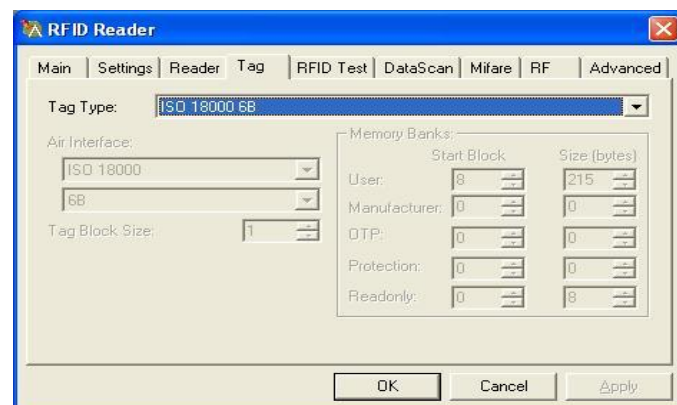 RFID Reader
Main Settings Reader Tag RFID Test DataScan Mifare RF Advanced
Tag Type: ISO 18000 6B
Air Interface:
ISO 18000
6B
Tag Block Size: 1
Memory Banks:
Start Block Size (bytes)
User: 8 215
Manufacturer: 0 0
OTP: 0 0
Protection: 0 0
Readonly: 0 8
OK Cancel Apply